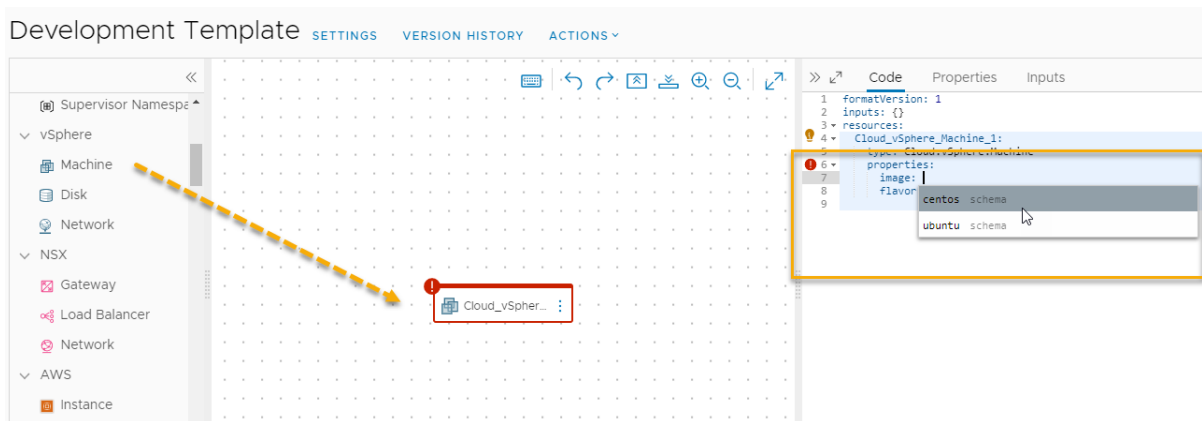 Development Template SETTINGS VERSION HISTORY ACTIONS
Supervisor Namespa
vSphere
Machine
Disk
Network
NSX
Gateway
Load Balancer
Network
AWS
Instance
Cloud_vSpher...
Code Properties Inputs
1 formatVersion: 1
2 inputs: {}
3 resources:
4 Cloud_vSphere_Machine_1:
5 type: Cloud.vSphere.Machine
6 properties:
7 image:
8 flavor
9
centos schema
ubuntu schema